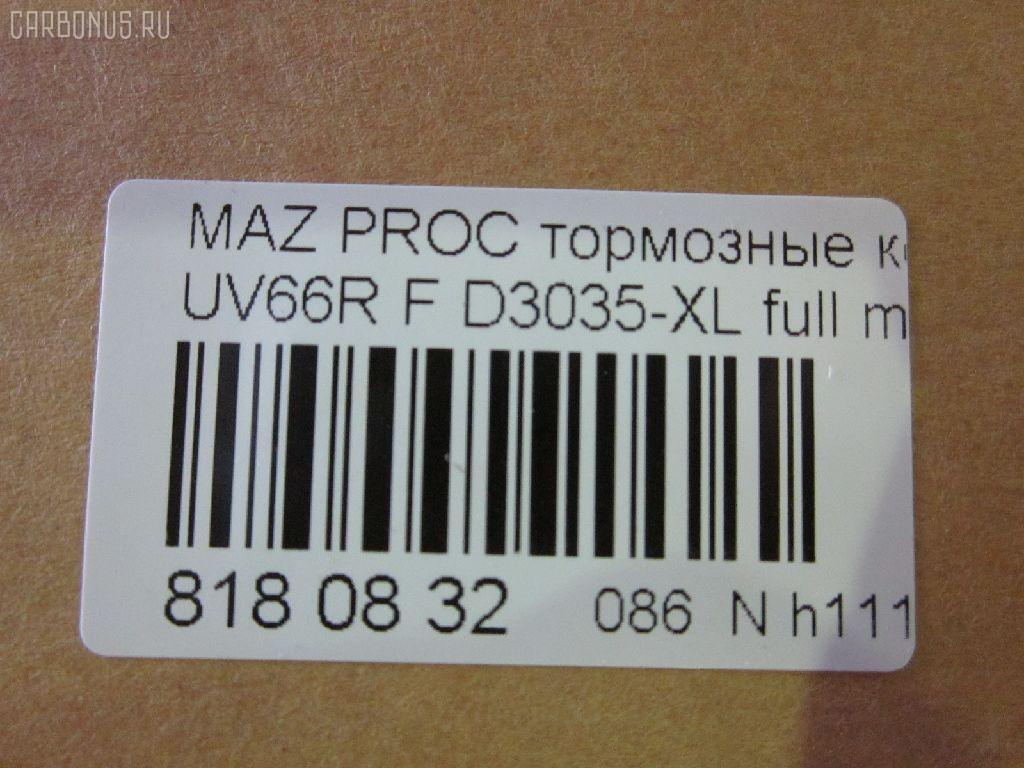 CARBONUS.RU
MAZ PROC тормозные
UV66R F D3035-XL full
818 08 32 086 N h111